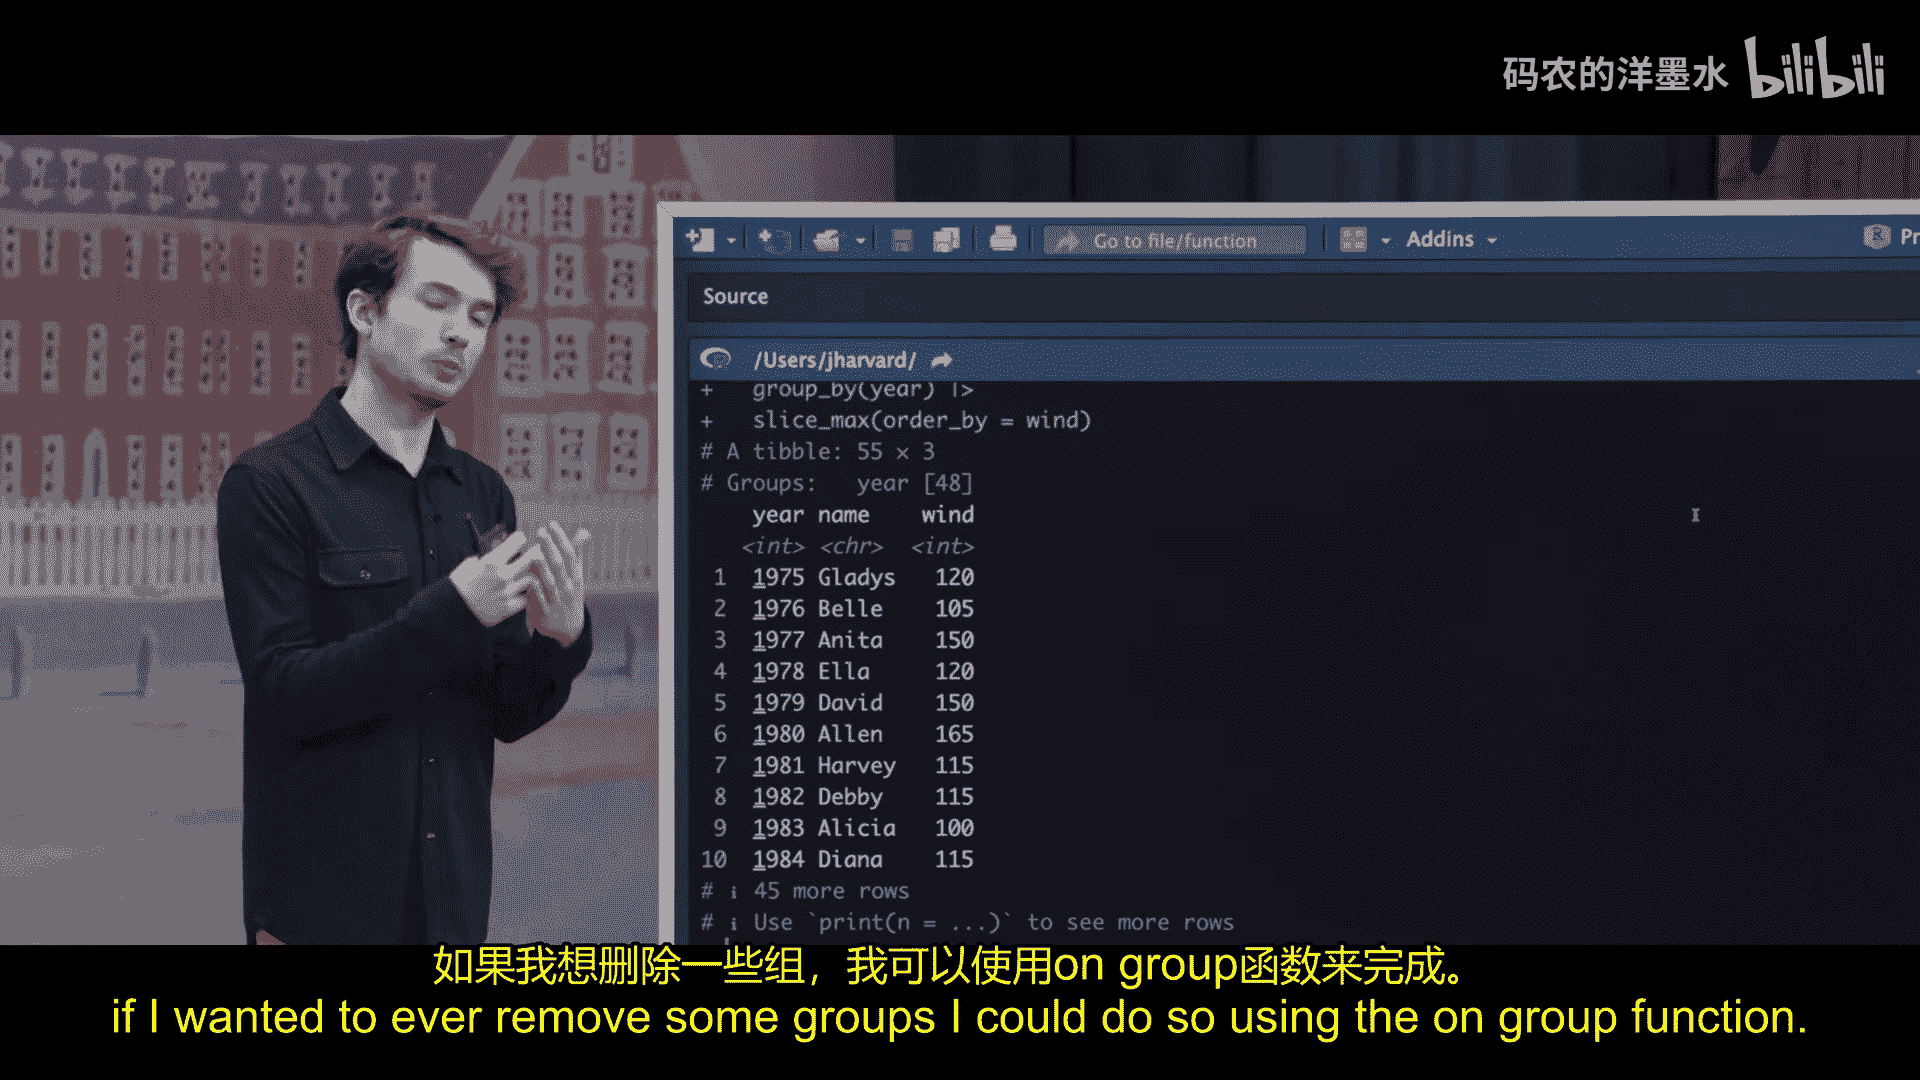 码农的洋墨水 bilibili
Go to file/function
Addins
Source
/Users/jharvard/
+ group_by(year) |>
+ slice_max(order_by = wind)
# A tibble: 55 × 3
# Groups: year [48]
year name wind
<int> <chr> <int>
1 1975 Gladys 120
2 1976 Belle 105
3 1977 Anita 150
4 1978 Ella 120
5 1979 David 150
6 1980 Allen 165
7 1981 Harvey 115
8 1982 Debby 115
9 1983 Alicia 100
10 1984 Diana 115
# ℹ 45 more rows
# ℹ Use `print(n = ...)` to see more rows
如果我想删除一些组，我可以使用on group函数来完成。
if I wanted to ever remove some groups I could do so using the on group function.